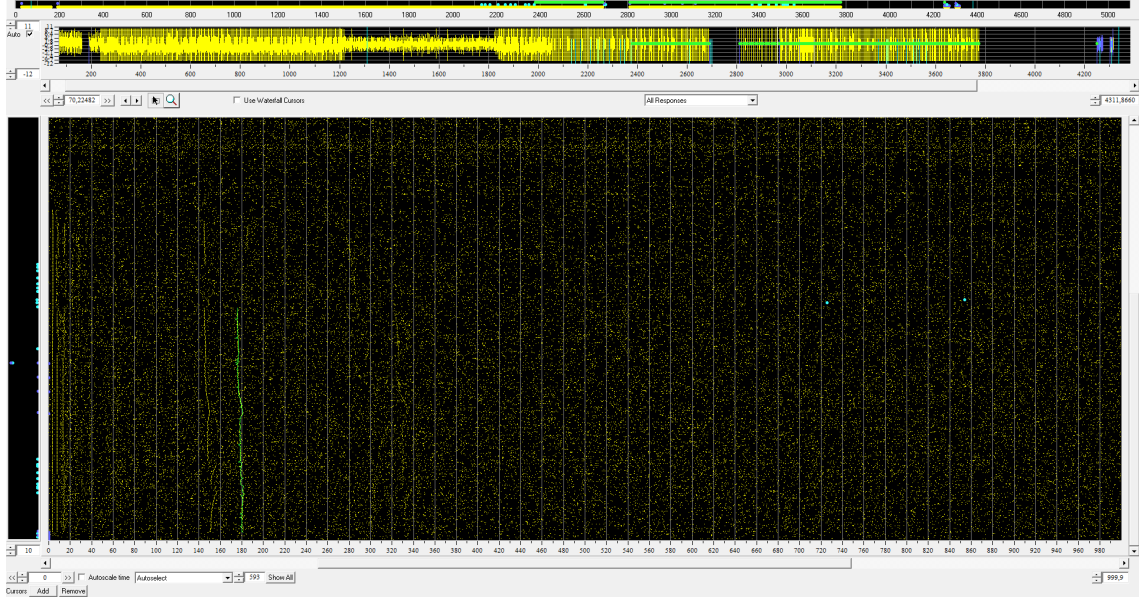 0 200 400 600 800 1000 1200 1400 1600 1800 2000 2200 2400 2600 2800 3000 3200 3400 3600 3800 4000 4200 4400 4600 4800 5000
11
Auto
-12
200 400 600 800 1000 1200 1400 1600 1800 2000 2200 2400 2600 2800 3000 3200 3400 3600 3800 4000 4200
<< 70,22482 >> Use Waterfall Cursors All Responses 4311,8660
10 0 20 40 60 80 100 120 140 160 180 200 220 240 260 280 300 320 340 360 380 400 420 440 460 480 500 520 540 560 580 600 620 640 660 680 700 720 740 760 780 800 820 840 860 880 900 920 940 960 980
<< 0 >> Autoscale time Autoselect 593 Show All 999,9
Cursors Add Remove